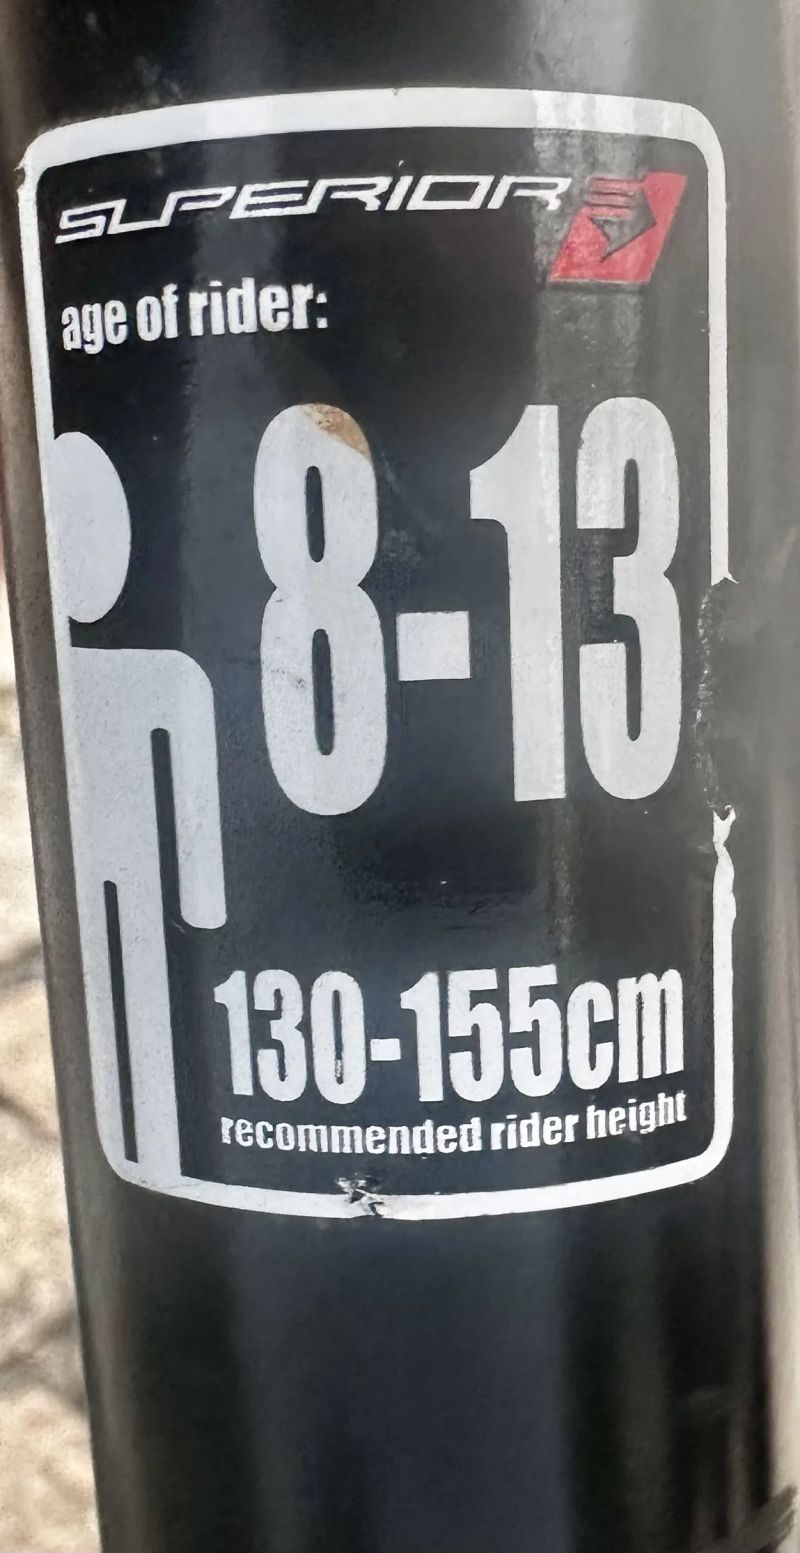 SUPERIOR
age of rider:
8-13
130-155cm
recommended rider height